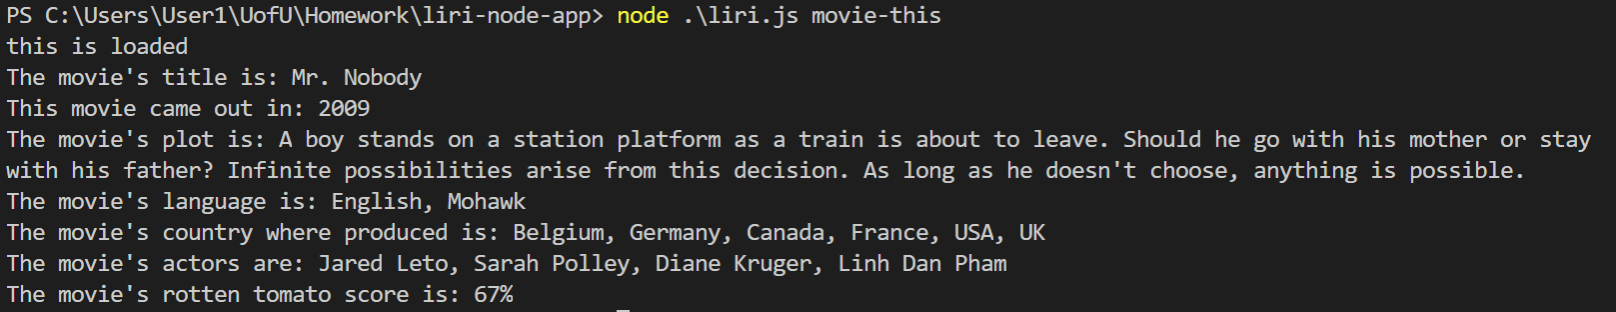 PS C:\Users\User1\UofU\Homework\liri-node-app> node .\liri.js movie-this
this is loaded
The movie's title is: Mr. Nobody
This movie came out in: 2009
The movie's plot is: A boy stands on a station platform as a train is about to leave. Should he go with his mother or stay
with his father? Infinite possibilities arise from this decision. As long as he doesn't choose, anything is possible.
The movie's language is: English, Mohawk
The movie's country where produced is: Belgium, Germany, Canada, France, USA, UK
The movie's actors are: Jared Leto, Sarah Polley, Diane Kruger, Linh Dan Pham
The movie's rotten tomato score is: 67%